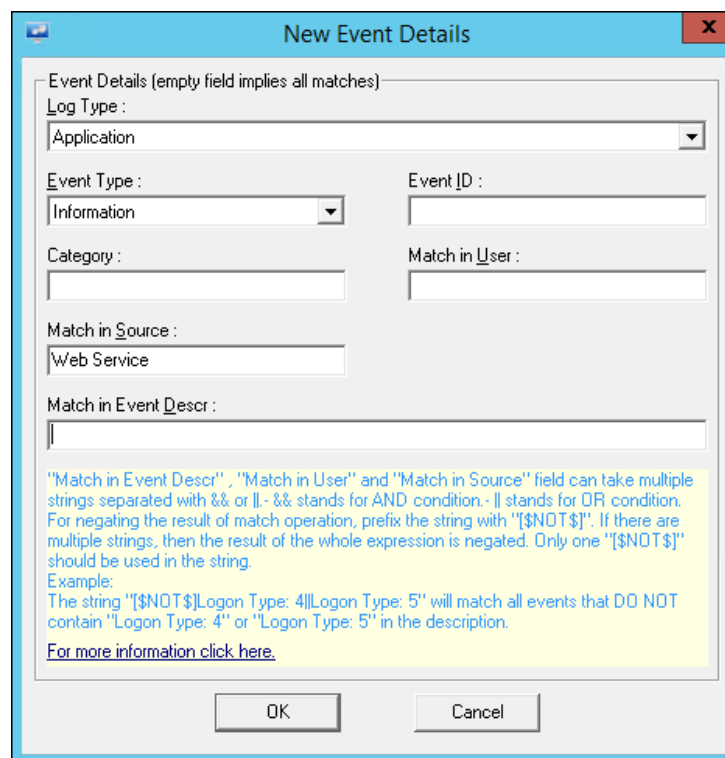 New Event Details
x
Event Details (empty field implies all matches)
Log Type :
Application
Event Type :
Event ID :
Information
Category :
Match in User :
Match in Source :
Web Service
Match in Event Descr :
"Match in Event Descr" , "Match in User" and "Match in Source" field can take multiple
strings separated with && or ||.- && stands for AND condition.- || stands for OR condition.
For negating the result of match operation, prefix the string with "[$NOT$]". If there are
multiple strings, then the result of the whole expression is negated. Only one "[$NOT$]"
should be used in the string.
Example:
The string "[$NOT$]Logon Type: 4||Logon Type: 5" will match all events that DO NOT
contain "Logon Type: 4" or "Logon Type: 5" in the description.
For more information click here.
OK
Cancel